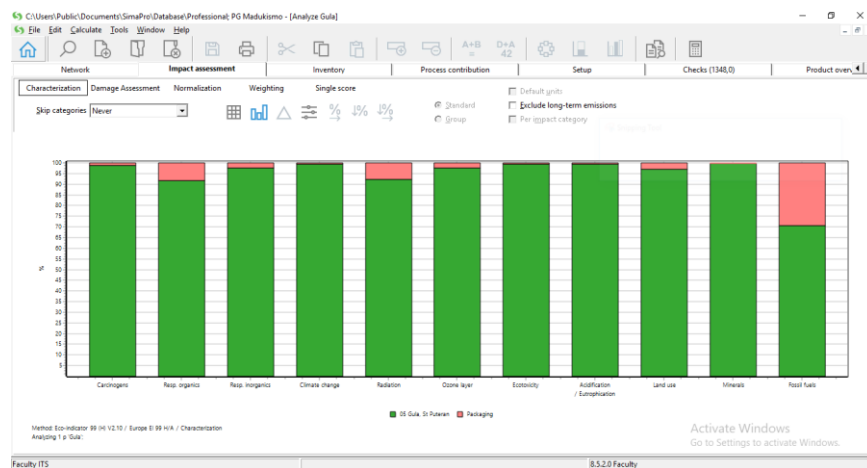 C:\Users\Public\Documents\SimaPro\Database\Professional; PG Madukismo - [Analyze Gula]
File Edit Calculate Tools Window Help
A+B = D+A 42
Network Impact assessment Inventory Process contribution Setup Checks (1348,0) Product over
Characterization Damage Assessment Normalization Weighting Single score
Skip categories Never
Standard
Group
Default units
Exclude long-term emissions
Per impact category
%
100
95
90
85
80
75
70
65
60
55
50
45
40
35
30
25
20
15
10
5
Carcinogens Resp. organics Resp. inorganics Climate change Radiation Ozone layer Ecotoxicity Acidification / Eutrophication Land use Minerals Fossil fuels
St Puteran Packaging
Method: Eco-indicator 99 (H) V2.10 / Europe EI 99 H/A / Characterization
Analyzing 1 p 'Gula':
Activate Windows
Go to Settings to activate Windows.
Faculty ITS 8.5.2.0 Faculty